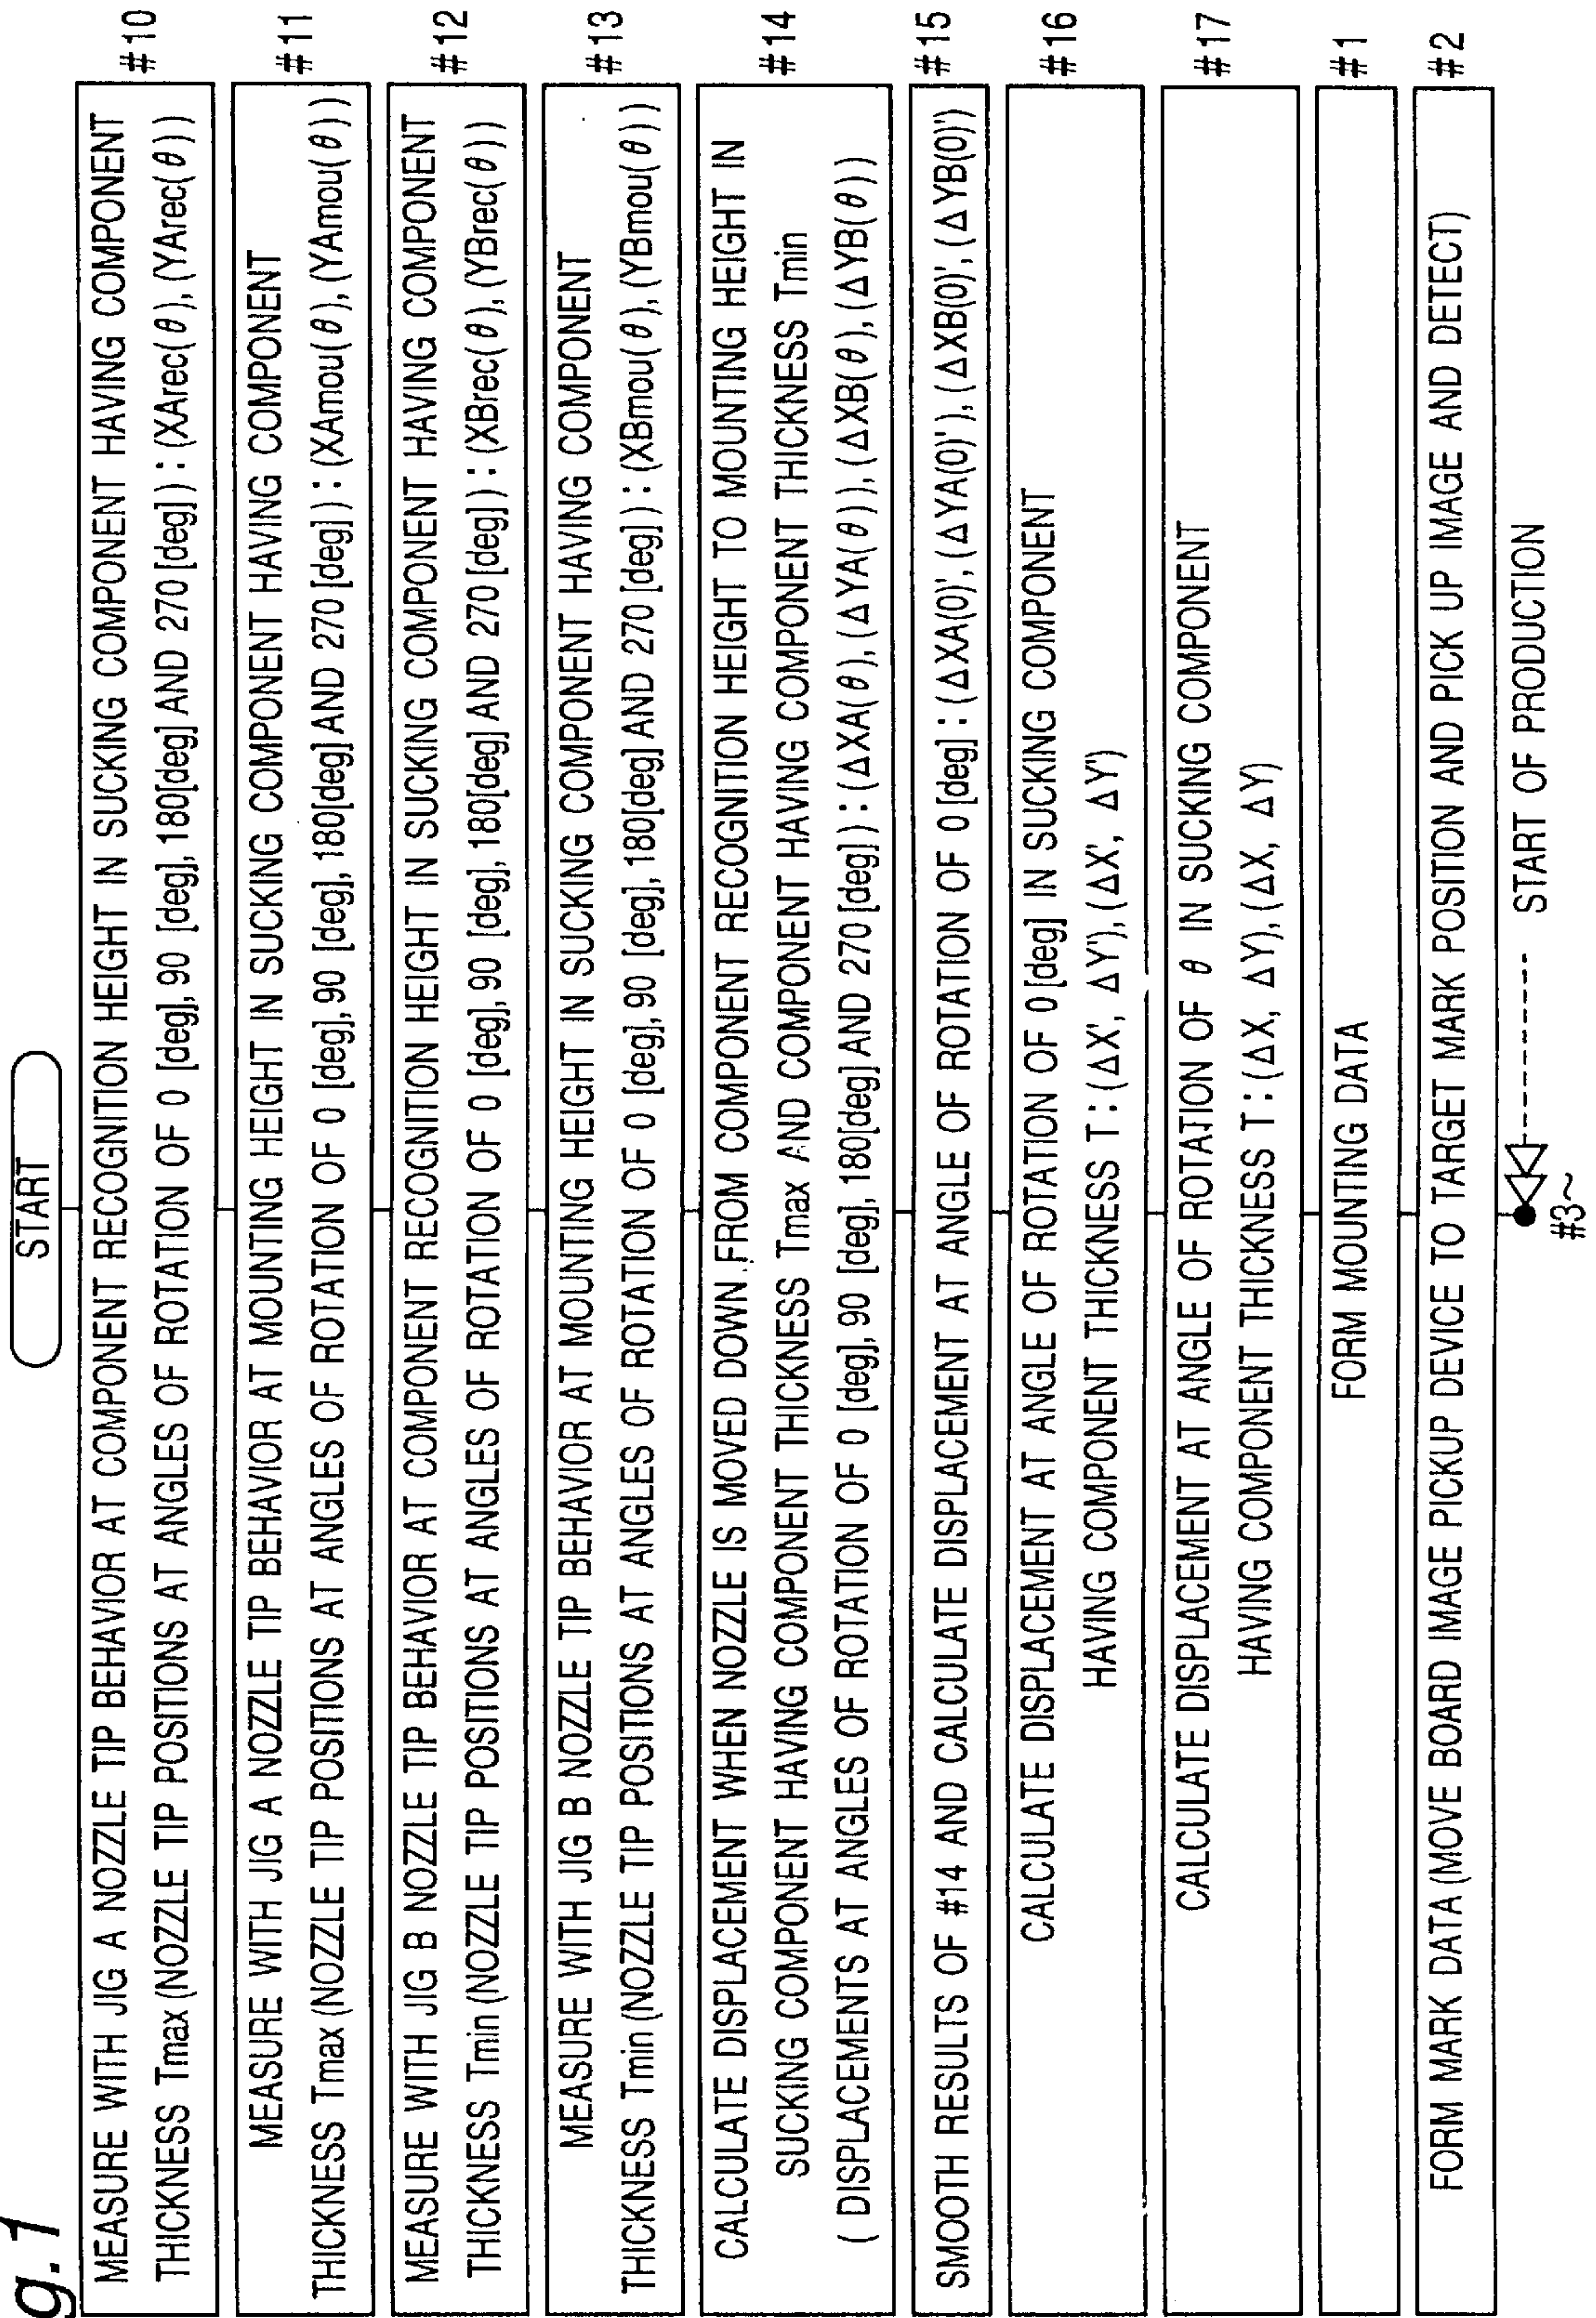 g.1
START
MEASURE WITH JIG A NOZZLE TIP BEHAVIOR AT COMPONENT RECOGNITION HEIGHT IN SUCKING COMPONENT HAVING COMPONENT
THICKNESS Tmax (NOZZLE TIP POSITIONS AT ANGLES OF ROTATION OF 0 [deg], 90 [deg], 180[deg] AND 270 [deg]) : (XArec(θ), (YArec(θ))
#10
MEASURE WITH JIG A NOZZLE TIP BEHAVIOR AT MOUNTING HEIGHT IN SUCKING COMPONENT HAVING COMPONENT
THICKNESS Tmax (NOZZLE TIP POSITIONS AT ANGLES OF ROTATION OF 0 [deg], 90 [deg], 180[deg] AND 270 [deg]) : (XAmou(θ), (YAmou(θ))
#11
MEASURE WITH JIG B NOZZLE TIP BEHAVIOR AT COMPONENT RECOGNITION HEIGHT IN SUCKING COMPONENT HAVING COMPONENT
THICKNESS Tmin (NOZZLE TIP POSITIONS AT ANGLES OF ROTATION OF 0 [deg], 90 [deg], 180[deg] AND 270 [deg]) : (XBrec(θ), (YBrec(θ))
#12
MEASURE WITH JIG B NOZZLE TIP BEHAVIOR AT MOUNTING HEIGHT IN SUCKING COMPONENT HAVING COMPONENT
THICKNESS Tmin (NOZZLE TIP POSITIONS AT ANGLES OF ROTATION OF 0 [deg], 90 [deg], 180[deg] AND 270 [deg]) : (XBmou(θ), (YBmou(θ))
#13
CALCULATE DISPLACEMENT WHEN NOZZLE IS MOVED DOWN FROM COMPONENT RECOGNITION HEIGHT TO MOUNTING HEIGHT IN
SUCKING COMPONENT HAVING COMPONENT THICKNESS Tmax AND COMPONENT HAVING COMPONENT THICKNESS Tmin
( DISPLACEMENTS AT ANGLES OF ROTATION OF 0 [deg], 90 [deg], 180[deg] AND 270 [deg]) : (ΔXA(θ), (ΔYA(θ)), (ΔXB(θ), (ΔYB(θ))
#14
SMOOTH RESULTS OF #14 AND CALCULATE DISPLACEMENT AT ANGLE OF ROTATION OF 0 [deg] : (ΔXA(0)', (ΔYA(0)'), (ΔXB(0)', (ΔYB(0)')
#15
CALCULATE DISPLACEMENT AT ANGLE OF ROTATION OF 0 [deg] IN SUCKING COMPONENT
HAVING COMPONENT THICKNESS T : (ΔX', ΔY'), (ΔX', ΔY')
#16
CALCULATE DISPLACEMENT AT ANGLE OF ROTATION OF θ IN SUCKING COMPONENT
HAVING COMPONENT THICKNESS T : (ΔX, ΔY), (ΔX, ΔY)
#17
FORM MOUNTING DATA
#1
FORM MARK DATA (MOVE BOARD IMAGE PICKUP DEVICE TO TARGET MARK POSITION AND PICK UP IMAGE AND DETECT)
#2
START OF PRODUCTION
#3~